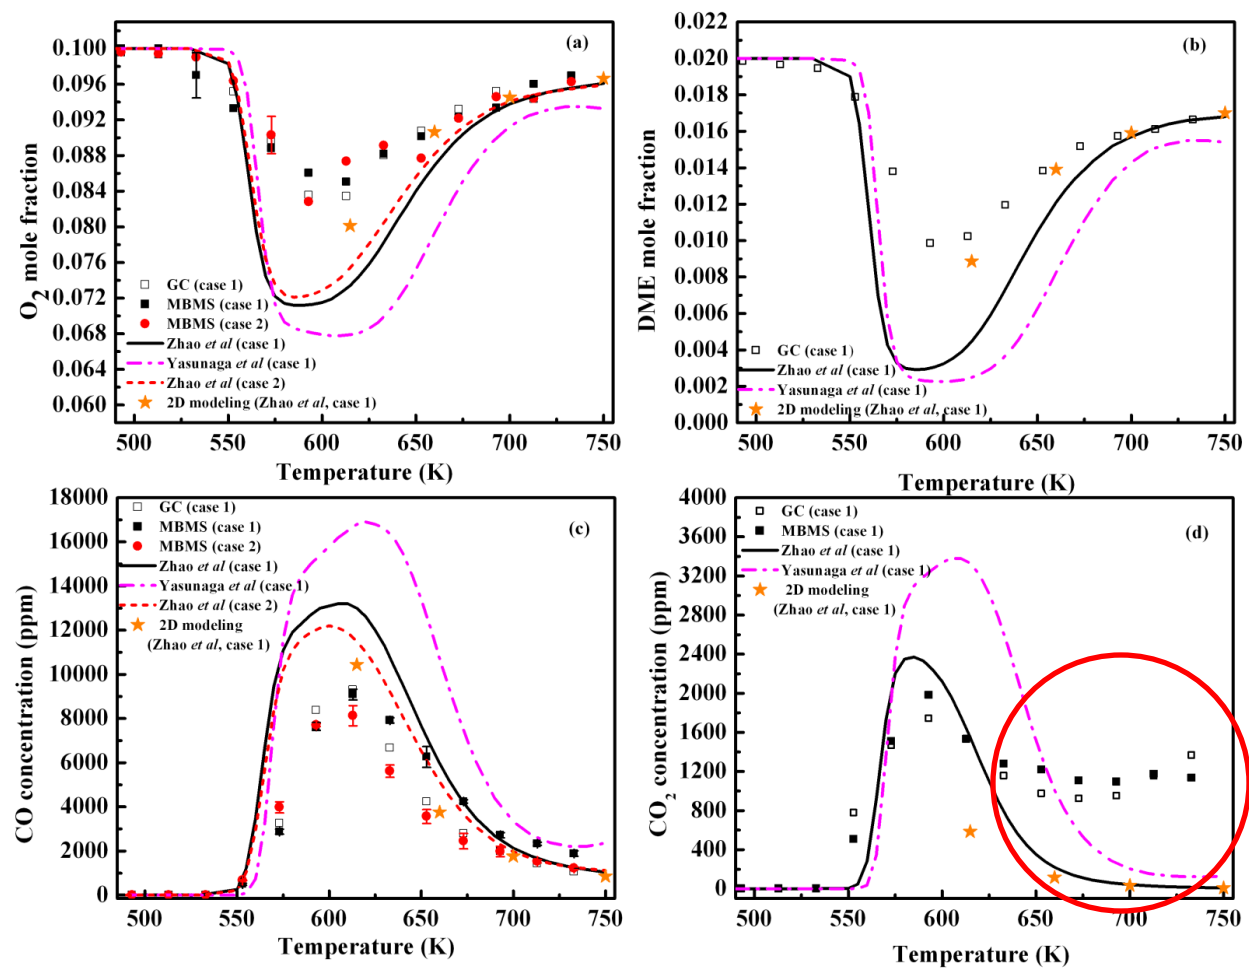 (a)
0.100
0.096
0.092
0.088
0.084
0.080
0.076
0.072
0.068
0.064
0.060
O2 mole fraction
GC (case 1)
MBMS (case 1)
MBMS (case 2)
Zhao et al (case 1)
Yasunaga et al (case 1)
Zhao et al (case 2)
2D modeling (Zhao et al, case 1)
500 550 600 650 700 750
Temperature (K)
(b)
0.022
0.020
0.018
0.016
0.014
0.012
0.010
0.008
0.006
0.004
0.002
0.000
DME mole fraction
GC (case 1)
Zhao et al (case 1)
Yasunaga et al (case 1)
2D modeling (Zhao et al, case 1)
500 550 600 650 700 750
Temperature (K)
(c)
18000
16000
14000
12000
10000
8000
6000
4000
2000
0
CO concentration (ppm)
GC (case 1)
MBMS (case 1)
MBMS (case 2)
Zhao et al (case 1)
Yasunaga et al (case 1)
Zhao et al (case 2)
2D modeling
(Zhao et al, case 1)
500 550 600 650 700 750
Temperature (K)
(d)
4000
3600
3200
2800
2400
2000
1600
1200
800
400
0
CO2 concentration (ppm)
GC (case 1)
MBMS (case 1)
Zhao et al (case 1)
Yasunaga et al (case 1)
2D modeling
(Zhao et al, case 1)
500 550 600 650 700 750
Temperature (K)